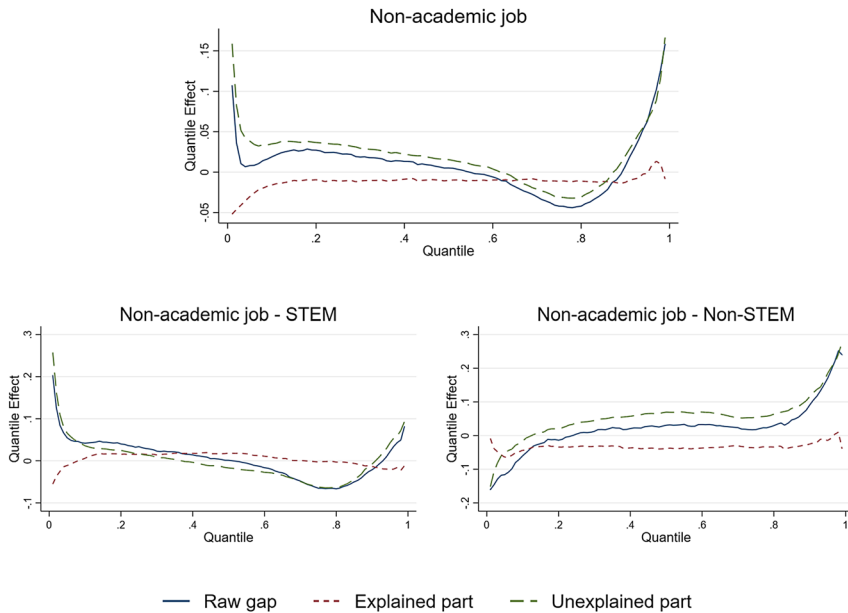 Non-academic job
Quantile Effect
.15
.1
.05
0
-.05
0 .2 .4 .6 .8 1
Quantile
Non-academic job - STEM
Quantile Effect
.3
.2
.1
0
-.1
0 .2 .4 .6 .8 1
Quantile
Non-academic job - Non-STEM
Quantile Effect
.3
.2
.1
0
-.1
-.2
0 .2 .4 .6 .8 1
Quantile
Raw gap Explained part Unexplained part